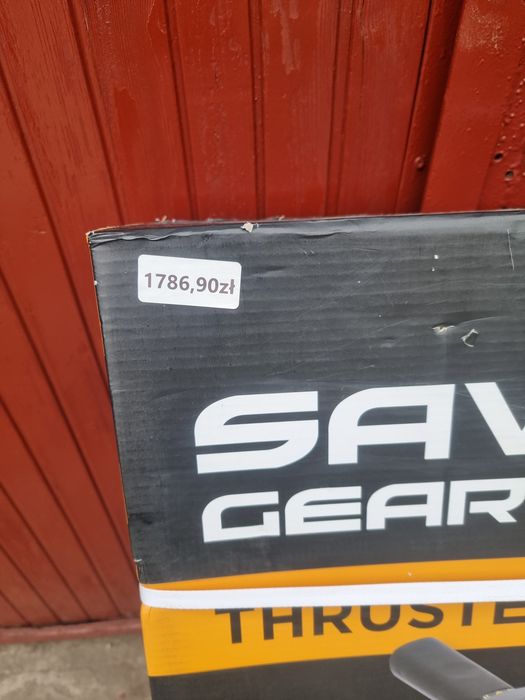 1786,90zł
SAV
GEAR
THRUSTE